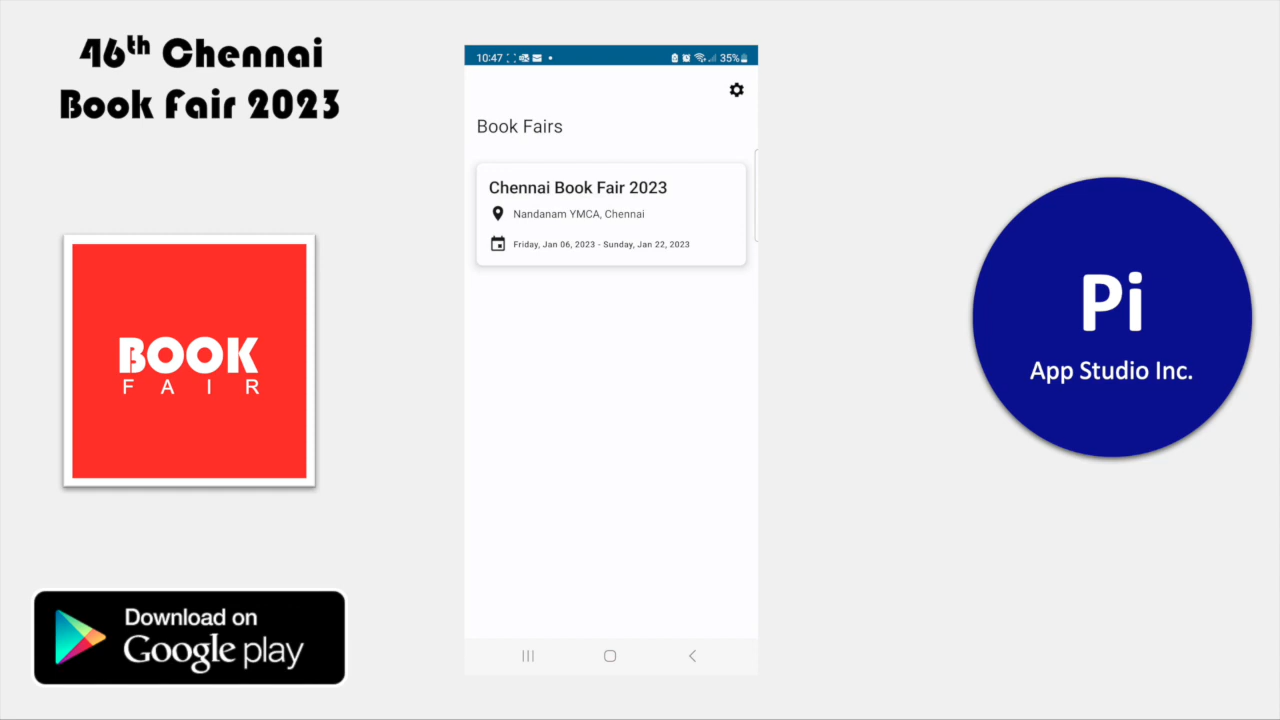 46th Chennai
Book Fair 2023
BOOK
FAIR
Download on
Google play
10:47
35%
Book Fairs
Chennai Book Fair 2023
Nandanam YMCA, Chennai
Friday, Jan 06, 2023 - Sunday, Jan 22, 2023
Pi
App Studio Inc.